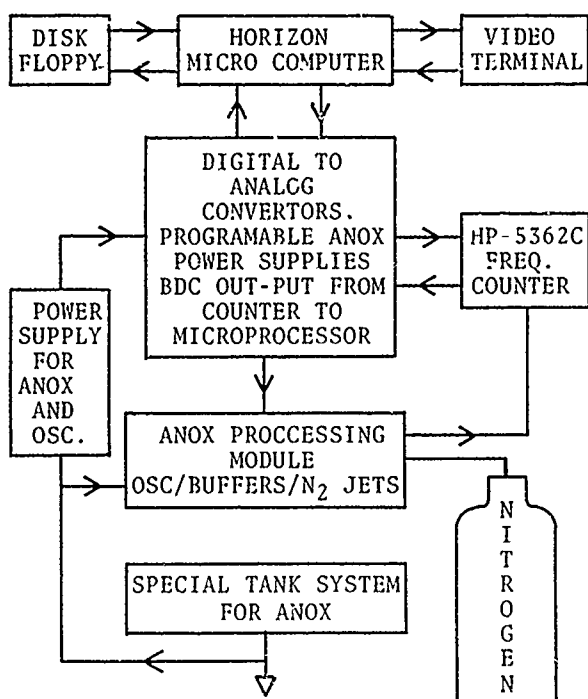 DISK
FLOPPY
HORIZON
MICRO COMPUTER
VIDEO
TERMINAL
DIGITAL TO
ANALOG
CONVERTORS.
PROGRAMABLE ANOX
POWER SUPPLIES
BDC OUT-PUT FROM
COUNTER TO
MICROPROCESSOR
HP-5362C
FREQ.
COUNTER
POWER
SUPPLY
FOR
ANOX
AND
OSC.
ANOX PROCCESSING
MODULE
OSC/BUFFERS/N₂ JETS
NITROGEN
SPECIAL TANK SYSTEM
FOR ANOX